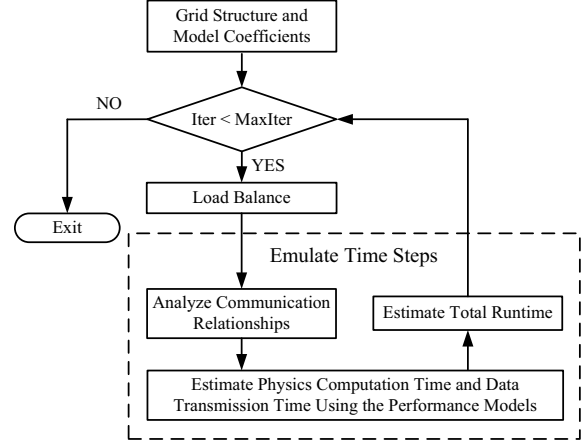 Grid Structure and
Model Coefficients
NO
Iter < MaxIter
YES
Load Balance
Exit
Emulate Time Steps
Analyze Communication
Relationships
Estimate Total Runtime
Estimate Physics Computation Time and Data
Transmission Time Using the Performance Models